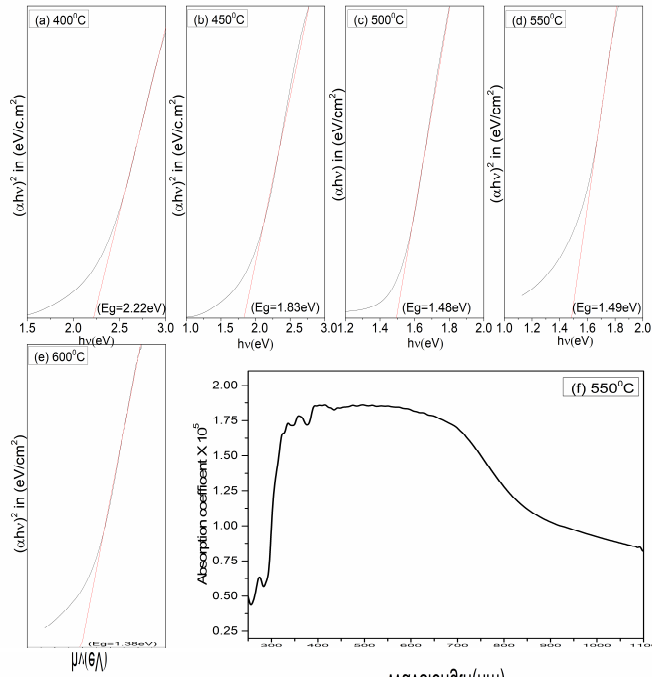 (a) 400⁰C
(αhν)² in (eV/c.m²)
(Eg=2.22eV)
1.5 2.0 2.5 3.0
hν(eV)
(b) 450⁰C
(αhν)² in (eV/c.m²)
(Eg=1.83eV)
1.0 1.5 2.0 2.5 3.0
hν(eV)
(c) 500⁰C
(αhν) in (eV/cm²)
(Eg=1.48eV)
1.2 1.4 1.6 1.8 2.0
hν(eV)
(d) 550⁰C
(αhν)² in (eV/cm²)
(Eg=1.49eV)
1.0 1.2 1.4 1.6 1.8 2.0
hν(eV)
(e) 600⁰C
(αhν)² in (eV/cm²)
(Eg=1.38eV)
hν(eV)
(f) 550⁰C
Absorption coefficent X 10⁵
2.00
1.75
1.50
1.25
1.00
0.75
0.50
0.25
300 400 500 600 700 800 900 1000 1100